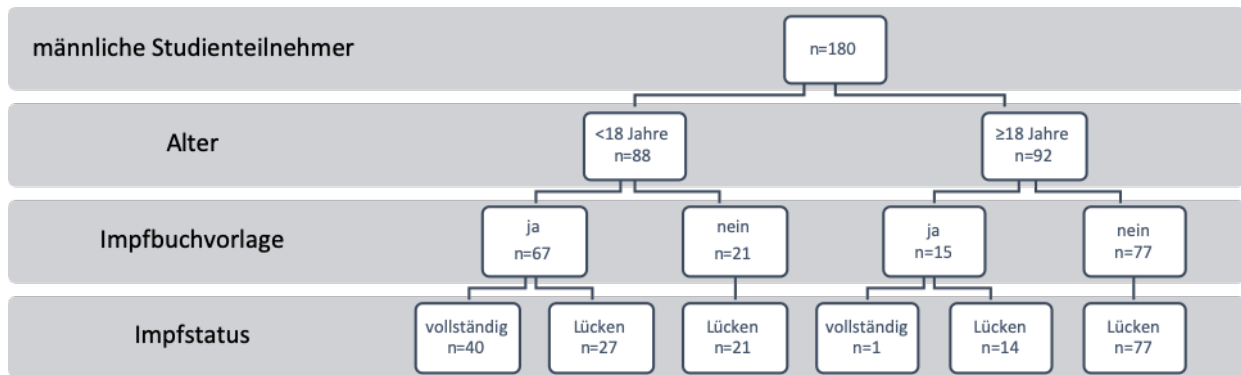 männliche Studienteilnehmer
n=180
Alter
<18 Jahre
n=88
≥18 Jahre
n=92
Impfbuchvorlage
ja
n=67
nein
n=21
ja
n=15
nein
n=77
Impfstatus
vollständig
n=40
Lücken
n=27
Lücken
n=21
vollständig
n=1
Lücken
n=14
Lücken
n=77